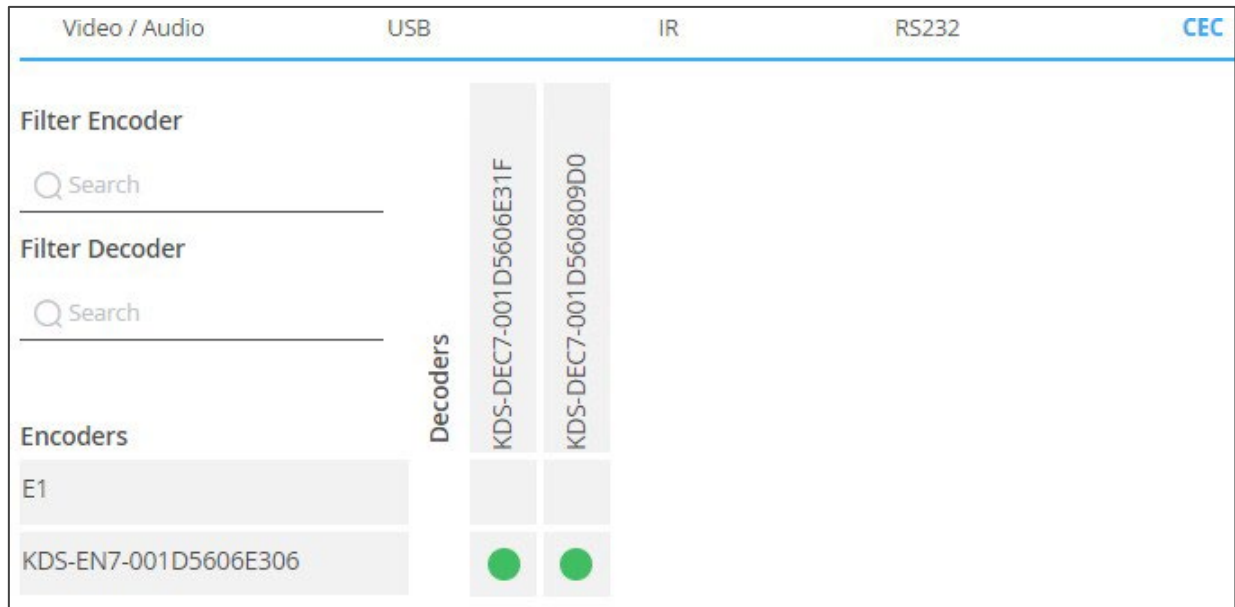 Video / Audio USB IR RS232 CEC
Filter Encoder
Search
Filter Decoder
Search
Encoders
Decoders
KDS-DEC7-001D5606E31F
KDS-DEC7-001D560809D0
E1
KDS-EN7-001D5606E306